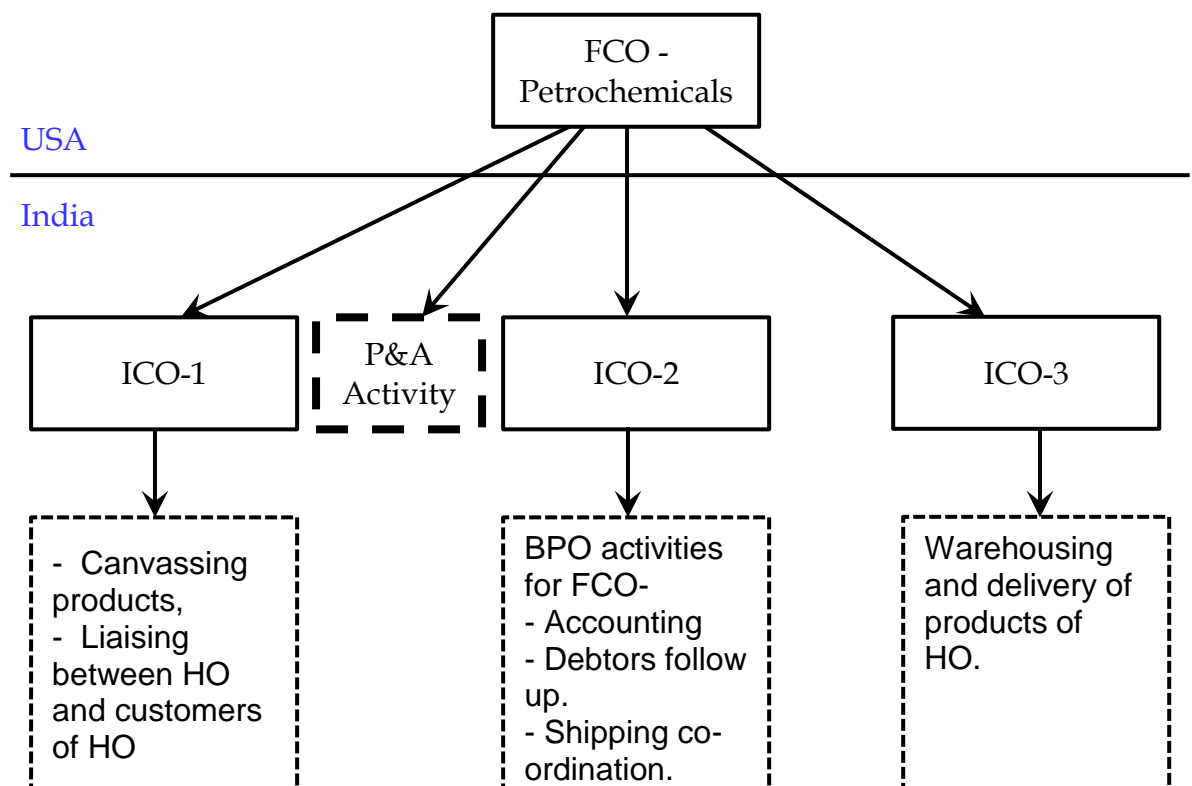 FCO -
Petrochemicals
USA
India
ICO-1
P&A
Activity
ICO-2
ICO-3
- Canvassing
products,
- Liaising
between HO
and customers
of HO
BPO activities
for FCO-
- Accounting
- Debtors follow
up.
- Shipping co-
ordination.
Warehousing
and delivery of
products of
HO.